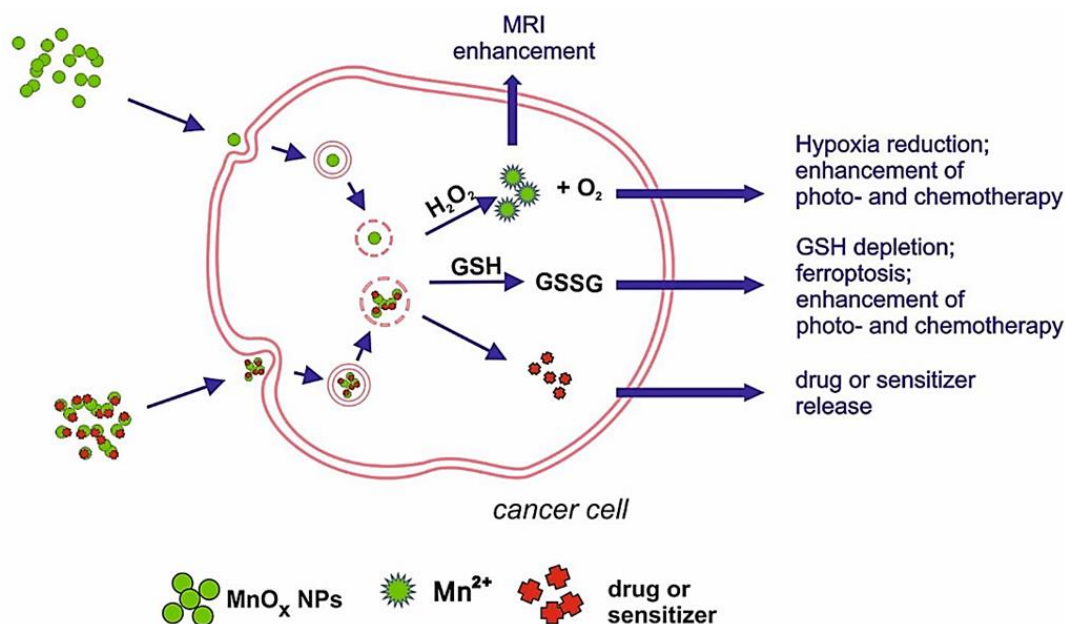 MRI
enhancement
H₂O₂
+ O₂
Hypoxia reduction;
enhancement of
photo- and chemotherapy
GSH
GSSG
GSH depletion;
ferroptosis;
enhancement of
photo- and chemotherapy
drug or sensitizer
release
cancer cell
MnOₓ NPs
Mn²⁺
drug or
sensitizer